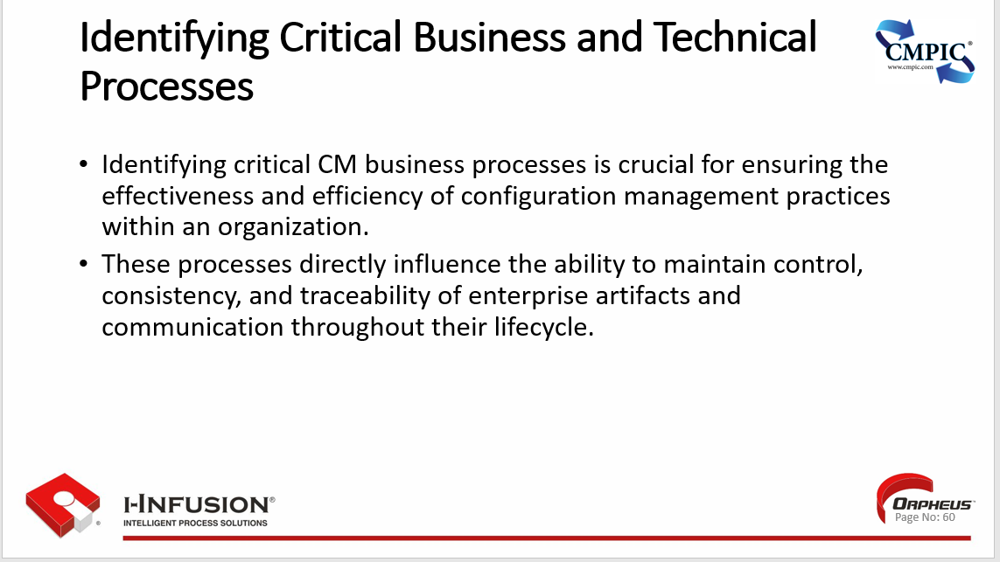 Identifying Critical Business and Technical
Processes
CMPIC®
www.cmpic.com
• Identifying critical CM business processes is crucial for ensuring the
effectiveness and efficiency of configuration management practices
within an organization.
• These processes directly influence the ability to maintain control,
consistency, and traceability of enterprise artifacts and
communication throughout their lifecycle.
®
I-INFUSION®
INTELLIGENT PROCESS SOLUTIONS
ORPHEUS™
Page No: 60